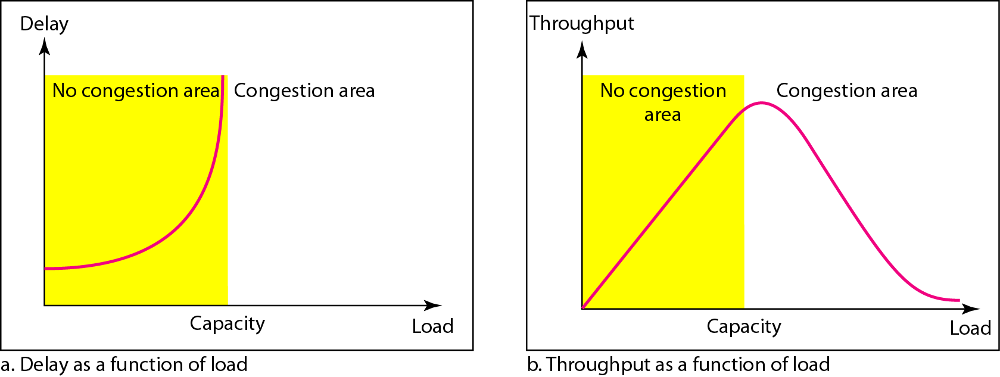 Delay
No congestion area
Congestion area
Capacity
Load
a. Delay as a function of load
Throughput
No congestion
area
Congestion area
Capacity
Load
b. Throughput as a function of load